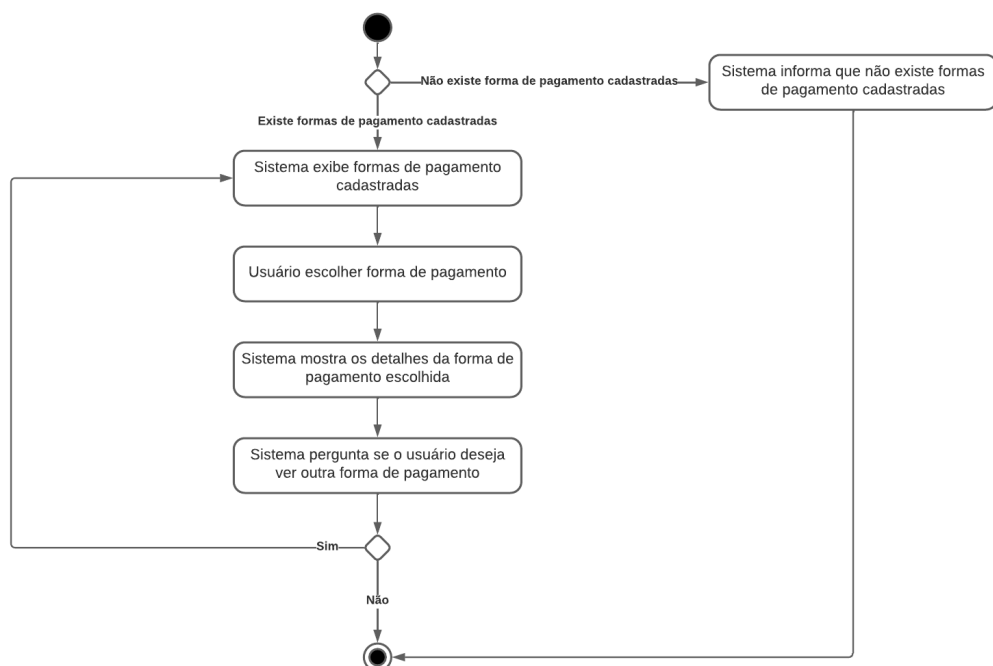 Não existe forma de pagamento cadastradas
Sistema informa que não existe formas
de pagamento cadastradas
Existe formas de pagamento cadastradas
Sistema exibe formas de pagamento
cadastradas
Usuário escolher forma de pagamento
Sistema mostra os detalhes da forma de
pagamento escolhida
Sistema pergunta se o usuário deseja
ver outra forma de pagamento
Sim
Não